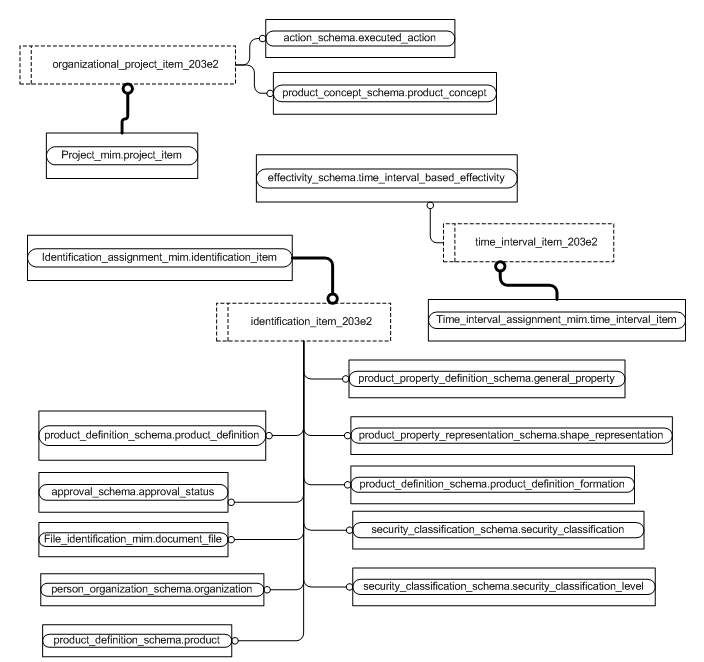 action_schema.executed_action
organizational_project_item_203e2
product_concept_schema.product_concept
Project_mim.project_item
effectivity_schema.time_interval_based_effectivity
time_interval_item_203e2
Identification_assignment_mim.identification_item
Time_interval_assignment_mim.time_interval_item
identification_item_203e2
product_property_definition_schema.general_property
product_definition_schema.product_definition
product_property_representation_schema.shape_representation
approval_schema.approval_status
product_definition_schema.product_definition_formation
File_identification_mim.document_file
security_classification_schema.security_classification
person_organization_schema.organization
security_classification_schema.security_classification_level
product_definition_schema.product